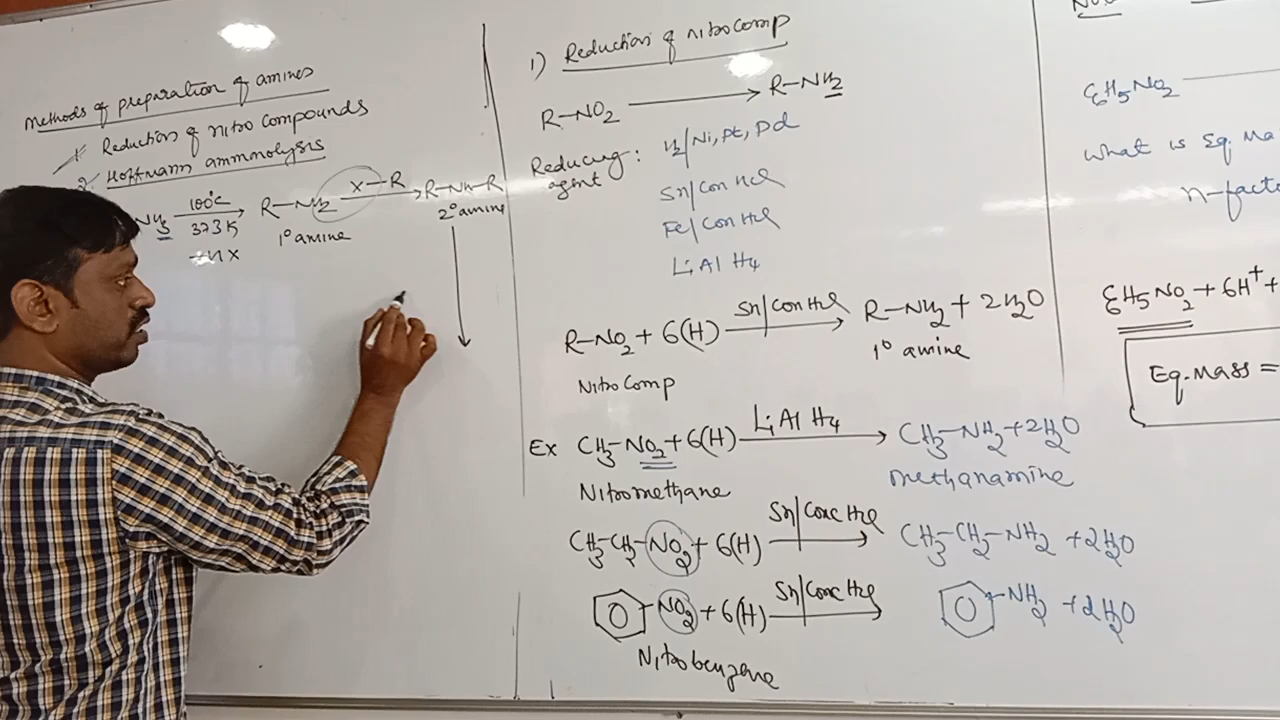 Methods of preparation of amines
1. Reduction of nitro compounds
2. Hoffmann ammonolysis
NH3 100°C 373 K -HX R-NH2 X-R R-NH-R
1° amine 2° amine
1) Reduction of nitrocomp
R-NO2 → R-NH2
Reducing agent : H2/Ni, Pt, Pd
Sn/Con HCl
Fe/Con HCl
LiAlH4
R-NO2 + 6(H) Sn/Con HCl → R-NH2 + 2H2O
Nitro Comp 1° amine
Ex CH3-NO2 + 6(H) LiAlH4 → CH3-NH2 + 2H2O
Nitromethane methanamine
CH3-CH2-NO2 + 6(H) Sn/Conc HCl → CH3-CH2-NH2 + 2H2O
-NO2 + 6(H) Sn/Conc HCl → -NH2 + 2H2O
Nitrobenzene
C6H5NO2
what is Eq. Ma
n-facto
C6H5NO2 + 6H+ +
Eq. Mass =